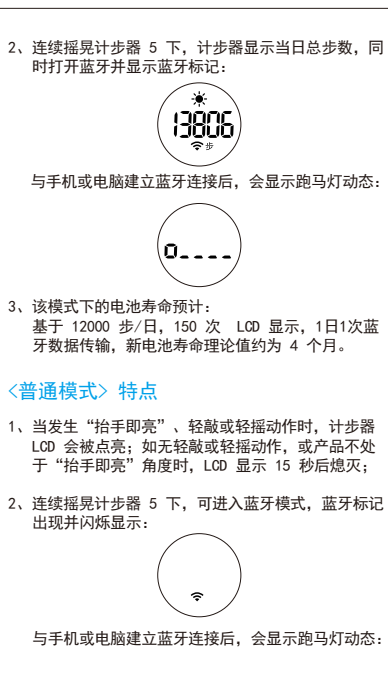 2、连续摇晃计步器 5 下，计步器显示当日总步数，同
时打开蓝牙并显示蓝牙标记：
13806
步
与手机或电脑建立蓝牙连接后，会显示跑马灯动态：
o----
3、该模式下的电池寿命预计：
基于 12000 步/日，150 次 LCD 显示，1日1次蓝
牙数据传输，新电池寿命理论值约为 4 个月。
<普通模式> 特点
1、当发生“抬手即亮”、轻敲或轻摇动作时，计步器
LCD 会被点亮；如无轻敲或轻摇动作，或产品不处
于“抬手即亮”角度时，LCD 显示 15 秒后熄灭；
2、连续摇晃计步器 5 下，可进入蓝牙模式，蓝牙标记
出现并闪烁显示：
与手机或电脑建立蓝牙连接后，会显示跑马灯动态：